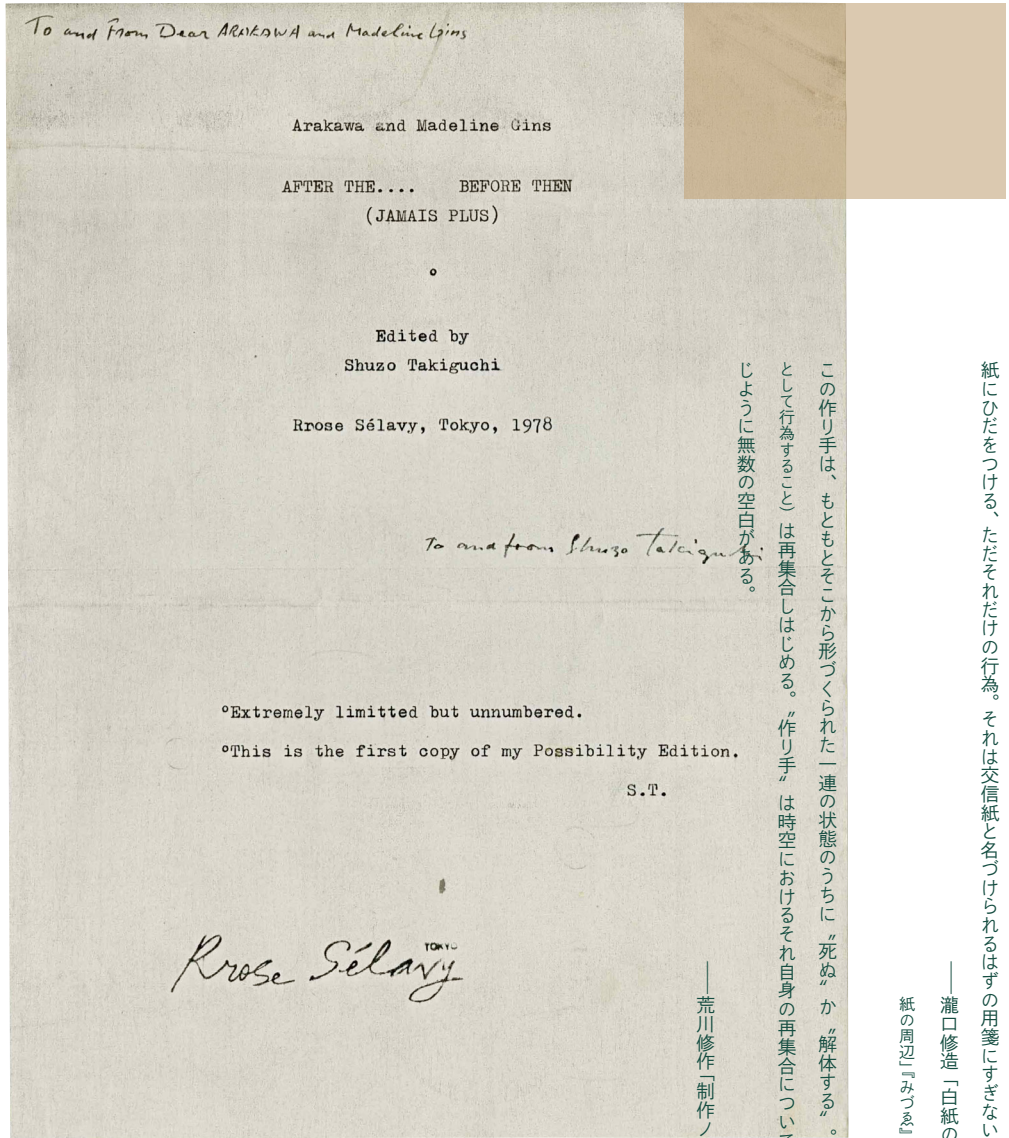 To and From Dear ARAKAWA and Madeline Gins
Arakawa and Madeline Gins
AFTER THE.... BEFORE THEN
(JAMAIS PLUS)
Edited by
Shuzo Takiguchi
Rrose Sélavy, Tokyo, 1978
To and from Shuzo Takiguchi
°Extremely limitted but unnumbered.
°This is the first copy of my Possibility Edition.
S.T.
TOKYO
Rrose Sélavy
紙にひだをつける、ただそれだけの行為。それは交信紙と名づけられるはずの用箋にすぎない
――瀧口修造「白紙の
紙の周辺」『みづゑ』
この作り手は、もともとそこから形づくられた一連の状態のうちに〝死ぬ〟か〝解体する〟。
として行為すること）は再集合しはじめる。〝作り手〟は時空におけるそれ自身の再集合につい
じように無数の空白がある。
――荒川修作「制作ノ